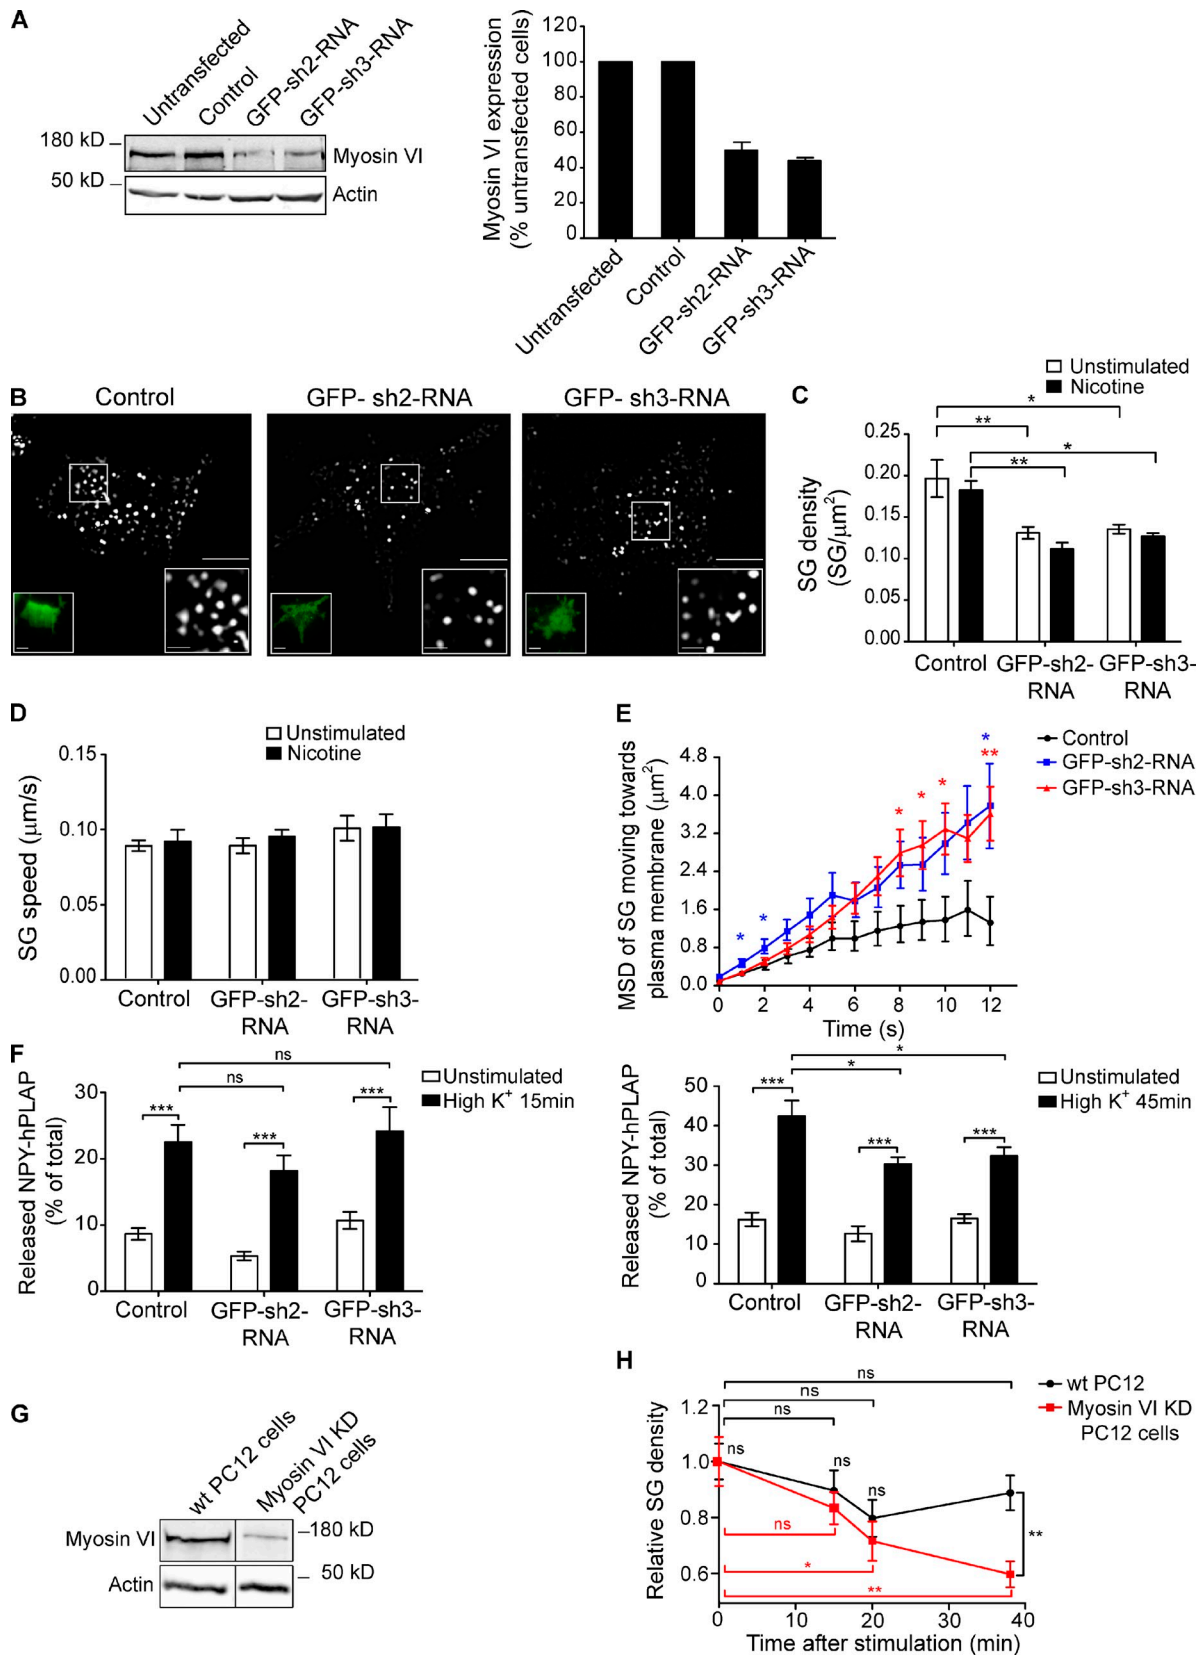 A
Untransfected
Control
GFP-sh2-RNA
GFP-sh3-RNA
180 kD
Myosin VI
50 kD
Actin
Myosin VI expression
(% untransfected cells)
120
100
80
60
40
20
0
Untransfected
Control
GFP-sh2-RNA
GFP-sh3-RNA
B
Control
GFP- sh2-RNA
GFP- sh3-RNA
C
Unstimulated
Nicotine
*
**
*
**
SG density
(SG/μm²)
0.25
0.20
0.15
0.10
0.05
0.00
Control
GFP-sh2-
RNA
GFP-sh3-
RNA
D
Unstimulated
Nicotine
SG speed (μm/s)
0.15
0.10
0.05
0.00
Control
GFP-sh2-
RNA
GFP-sh3-
RNA
E
Control
GFP-sh2-RNA
GFP-sh3-RNA
MSD of SG moving towards
plasma membrane (μm²)
4.8
4.0
3.2
2.4
1.6
0.8
0.0
* * * * * * **
0 2 4 6 8 10 12
Time (s)
F
ns
ns
Unstimulated
High K⁺ 15min
*** *** ***
Released NPY-hPLAP
(% of total)
30
20
10
0
Control
GFP-sh2-
RNA
GFP-sh3-
RNA
*
*
Unstimulated
High K⁺ 45min
*** *** ***
Released NPY-hPLAP
(% of total)
50
40
30
20
10
0
Control
GFP-sh2-
RNA
GFP-sh3-
RNA
G
wt PC12 cells
Myosin VI KD
PC12 cells
Myosin VI
180 kD
Actin
50 kD
H
wt PC12
Myosin VI KD
PC12 cells
ns
ns
ns
ns
ns
ns
ns
*
**
**
Relative SG density
1.2
1.0
0.8
0.6
0 10 20 30 40
Time after stimulation (min)